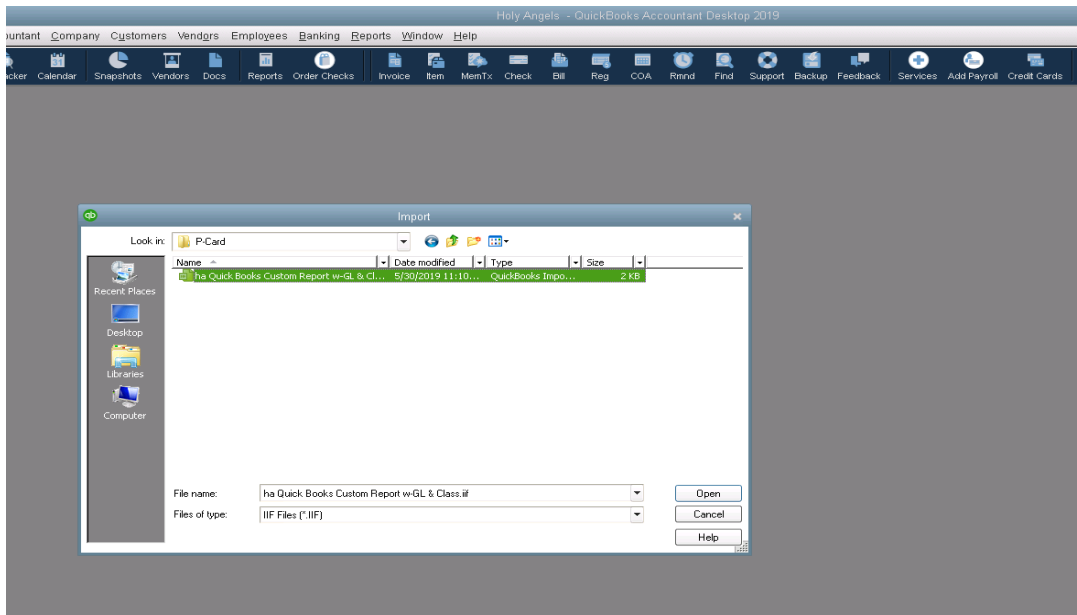 Holy Angels - QuickBooks Accountant Desktop 2019
ountant Company Customers Vendors Employees Banking Reports Window Help
acker Calendar Snapshots Vendors Docs Reports Order Checks Invoice Item MemTx Check Bill Reg COA Rmnd Find Support Backup Feedback Services Add Payroll Credit Cards
qb Import
Look in: P-Card
Name Date modified Type Size
ha Quick Books Custom Report w-GL & Cl... 5/30/2019 11:10... QuickBooks Impo... 2 KB
Recent Places
Desktop
Libraries
Computer
File name: ha Quick Books Custom Report w-GL & Class.iif Open
Files of type: IIF Files (*.IIF) Cancel
Help